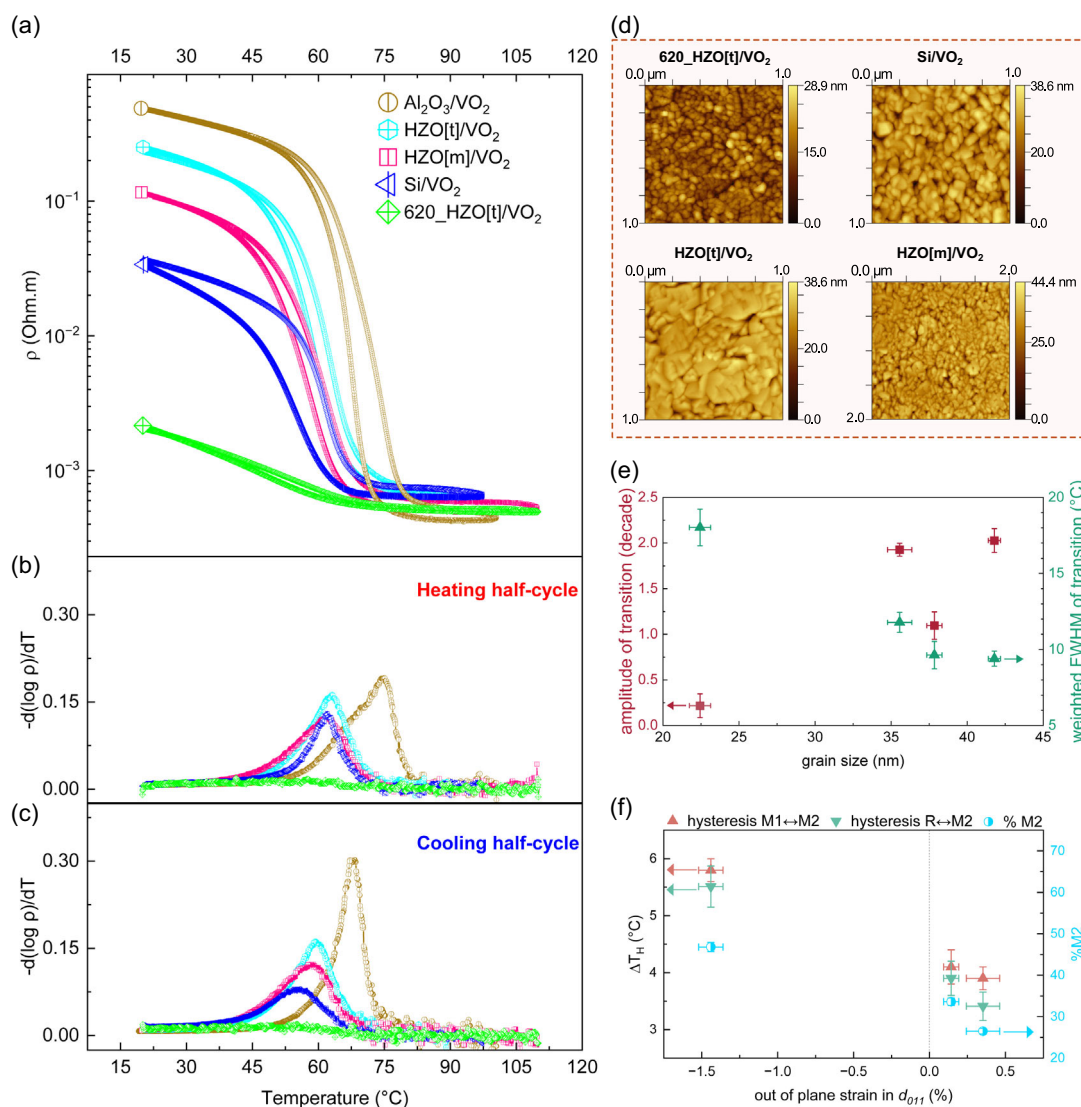 (a)
15 30 45 60 75 90 105 120
Al₂O₃/VO₂
HZO[t]/VO₂
HZO[m]/VO₂
Si/VO₂
620_HZO[t]/VO₂
10⁻¹
10⁻²
10⁻³
ρ (Ohm.m)
(b)
Heating half-cycle
0.30
0.15
0.00
-d(log ρ)/dT
(c)
Cooling half-cycle
0.30
0.15
0.00
-d(log ρ)/dT
15 30 45 60 75 90 105 120
Temperature (°C)
(d)
620_HZO[t]/VO₂
0.0 µm 1.0
28.9 nm
15.0
0.0
1.0
Si/VO₂
0.0 µm 1.0
38.6 nm
20.0
0.0
1.0
HZO[t]/VO₂
0.0 µm 1.0
38.6 nm
20.0
0.0
1.0
HZO[m]/VO₂
0.0 µm 2.0
44.4 nm
25.0
0.0
2.0
(e)
amplitude of transition (decade)
2.5
2.0
1.5
1.0
0.5
0.0
20
15
10
5
weighted FWHM of transition (°C)
20 25 30 35 40 45
grain size (nm)
(f)
hysteresis M1↔M2 hysteresis R↔M2 % M2
6
5
4
3
ΔT_H (°C)
70
60
50
40
30
20
%M2
-1.5 -1.0 -0.5 0.0 0.5
out of plane strain in d₀₁₁ (%)